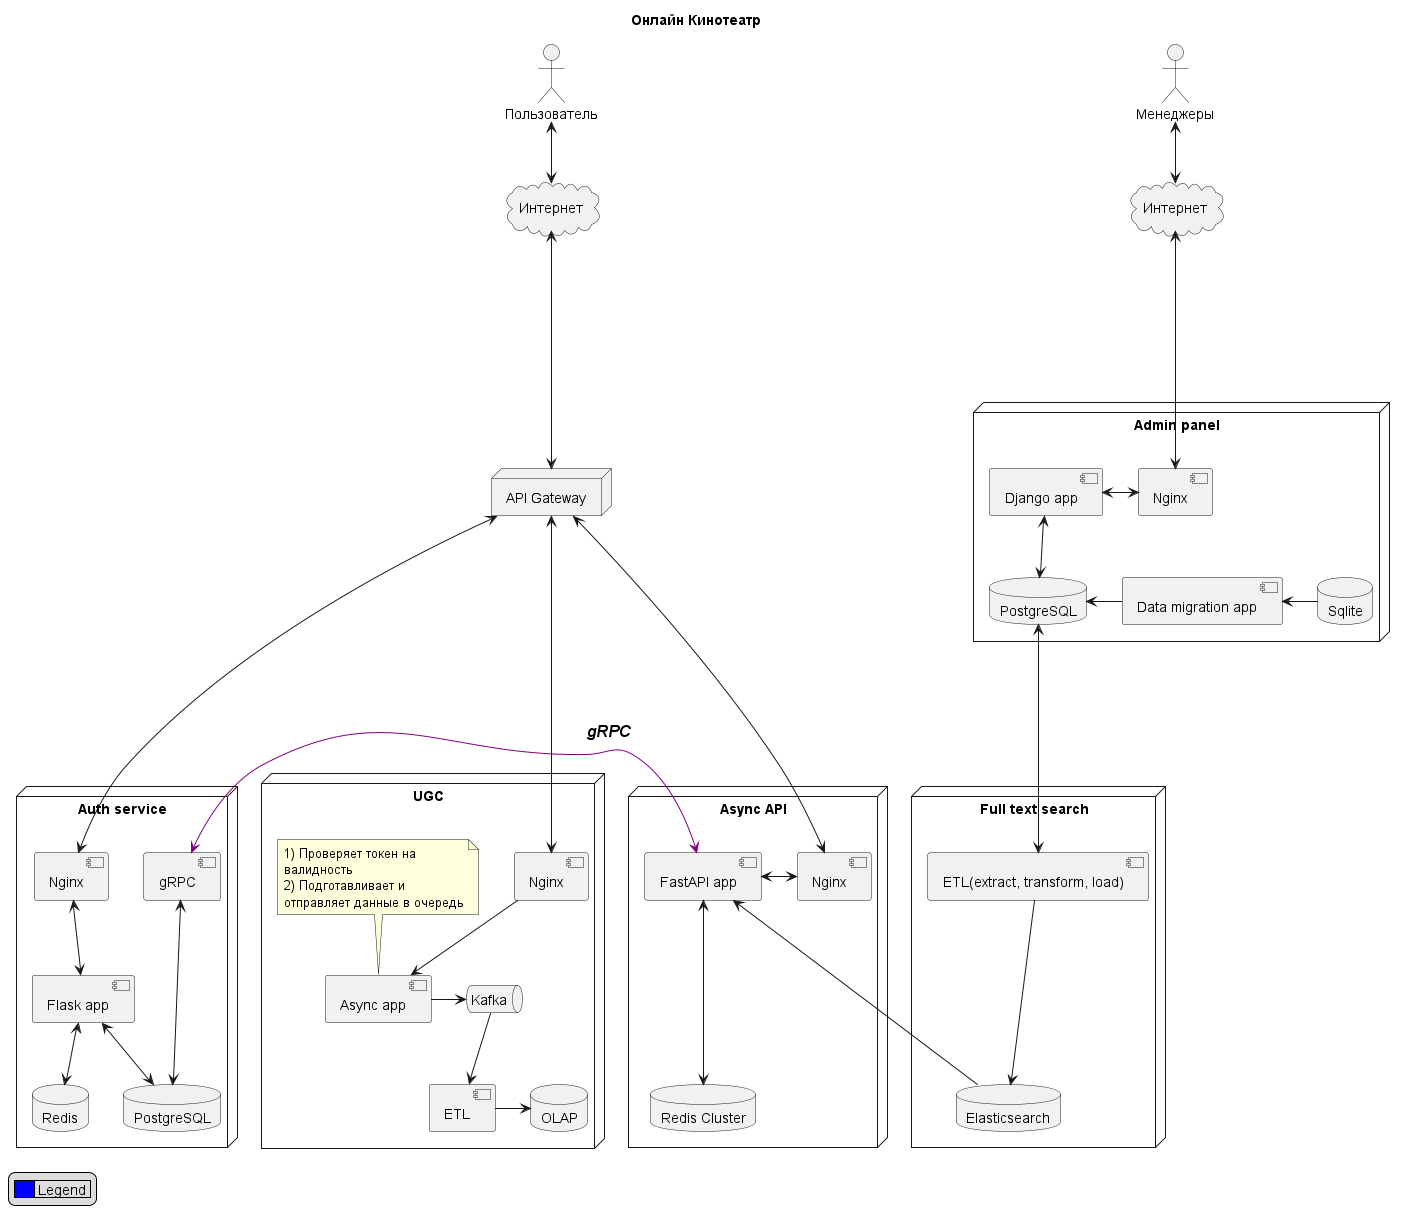 Онлайн Кинотеатр
Пользователь
Менеджеры
Интернет
Интернет
Admin panel
Django app
Nginx
API Gateway
PostgreSQL
Data migration app
Sqlite
gRPC
Auth service
UGC
Async API
Full text search
1) Проверяет токен на
валидность
2) Подготавливает и
отправляет данные в очередь
Nginx
gRPC
Nginx
FastAPI app
Nginx
ETL(extract, transform, load)
Flask app
Async app
Kafka
Redis
PostgreSQL
ETL
OLAP
Redis Cluster
Elasticsearch
Legend